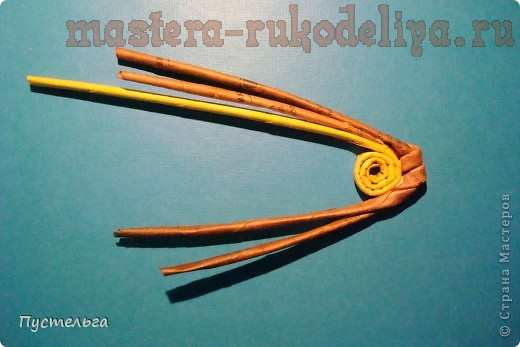 mastera-rukodeliya.ru
Пустельга
© Страна Мастеров